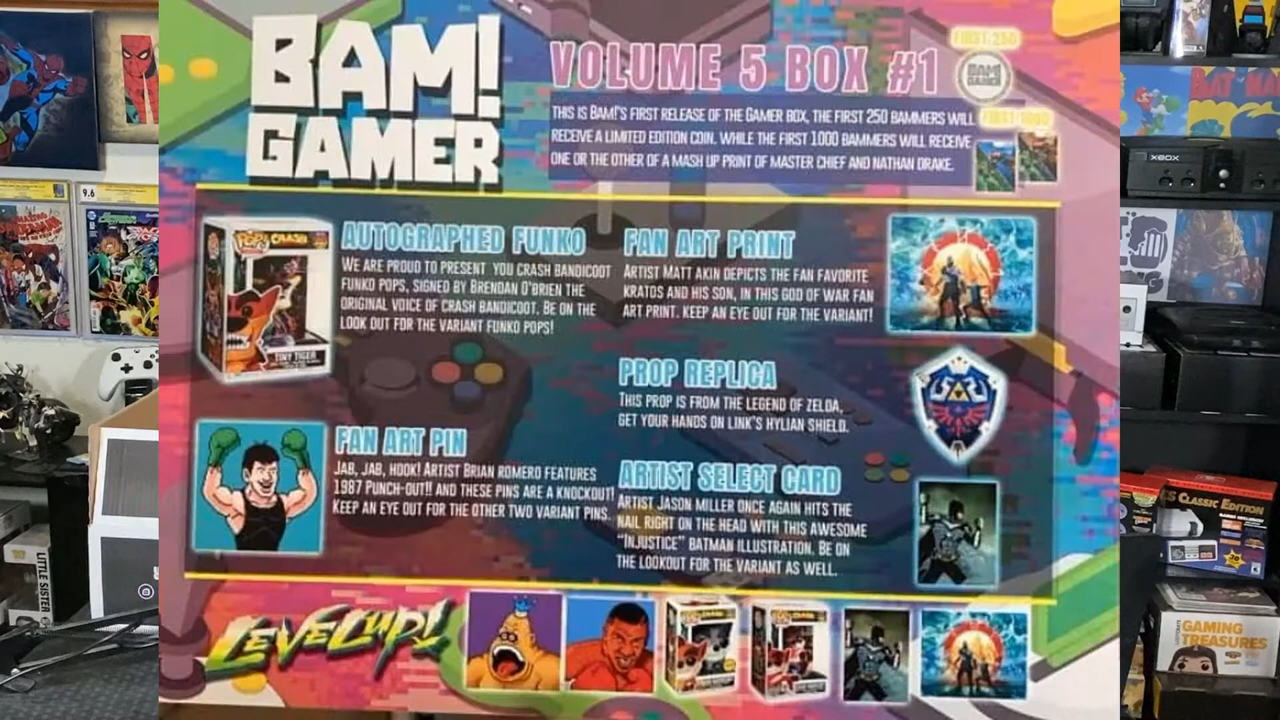 BAM!
GAMER
VOLUME 5 BOX #1
FIRST 250
BAM!
GAMER
THIS IS BAM!'S FIRST RELEASE OF THE GAMER BOX, THE FIRST 250 BAMMERS WILL
RECEIVE A LIMITED EDITION COIN. WHILE THE FIRST 1000 BAMMERS WILL RECEIVE
ONE OR THE OTHER OF A MASH UP PRINT OF MASTER CHIEF AND NATHAN DRAKE.
FIRST 1000
AUTOGRAPHED FUNKO
WE ARE PROUD TO PRESENT YOU CRASH BANDICOOT
FUNKO POPS, SIGNED BY BRENDAN O'BRIEN THE
ORIGINAL VOICE OF CRASH BANDICOOT. BE ON THE
LOOK OUT FOR THE VARIANT FUNKO POPS!
POP!
CRASH
TINY TIGER
FAN ART PRINT
ARTIST MATT AKIN DEPICTS THE FAN FAVORITE
KRATOS AND HIS SON, IN THIS GOD OF WAR FAN
ART PRINT. KEEP AN EYE OUT FOR THE VARIANT!
PROP REPLICA
THIS PROP IS FROM THE LEGEND OF ZELDA,
GET YOUR HANDS ON LINK'S HYLIAN SHIELD.
FAN ART PIN
JAB, JAB, HOOK! ARTIST BRIAN ROMERO FEATURES
1987 PUNCH-OUT!! AND THESE PINS ARE A KNOCKOUT!
KEEP AN EYE OUT FOR THE OTHER TWO VARIANT PINS.
ARTIST SELECT CARD
ARTIST JASON MILLER ONCE AGAIN HITS THE
NAIL RIGHT ON THE HEAD WITH THIS AWESOME
"INJUSTICE" BATMAN ILLUSTRATION. BE ON
THE LOOKOUT FOR THE VARIANT AS WELL.
LEVEL UP!
9.6
LITTLE SISTER
XBOX
CLASSIC EDITION
GAMING
TREASURES